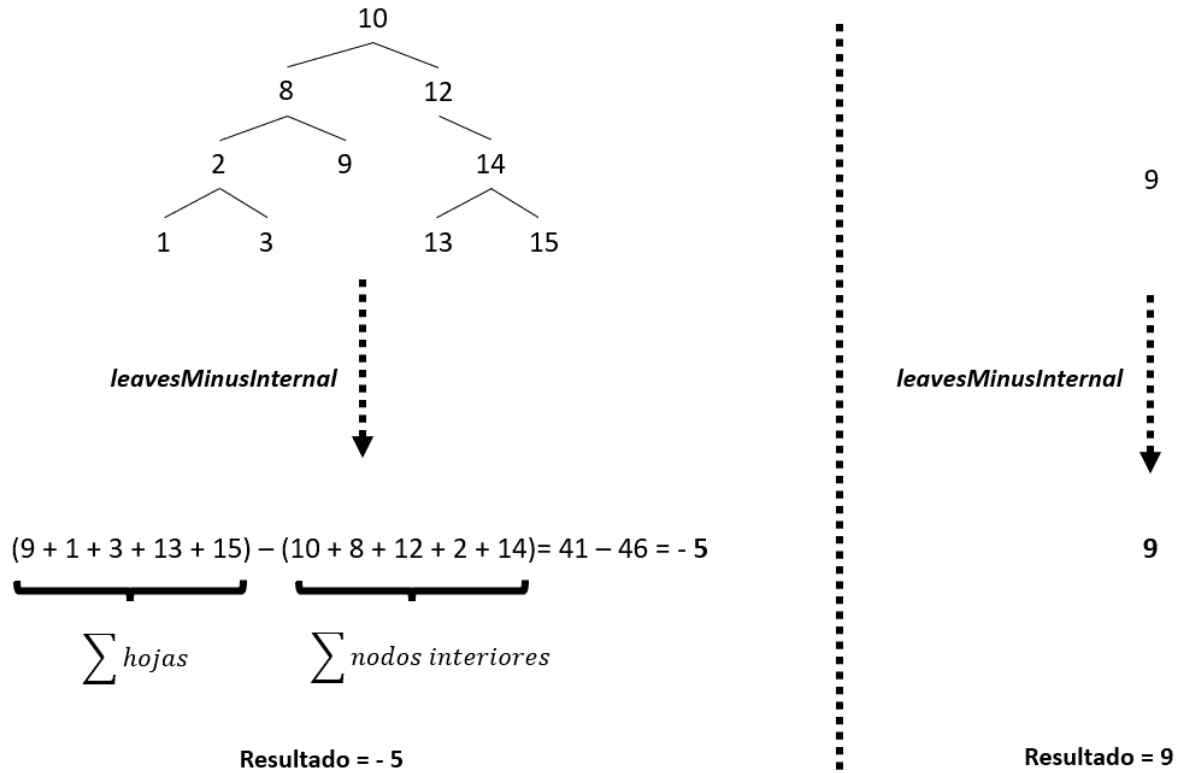 10
8 12
2 9 14
1 3 13 15
leavesMinusInternal
(9 + 1 + 3 + 13 + 15) – (10 + 8 + 12 + 2 + 14)= 41 – 46 = - 5
∑ hojas ∑ nodos interiores
Resultado = - 5
9
leavesMinusInternal
9
Resultado = 9